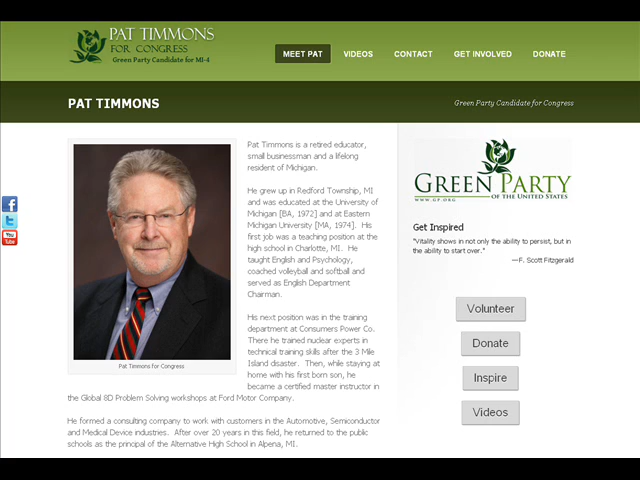 PAT TIMMONS
FOR CONGRESS
Green Party Candidate for MI-4
MEET PAT
VIDEOS
CONTACT
GET INVOLVED
DONATE
PAT TIMMONS
Green Party Candidate for Congress
Pat Timmons for Congress
Pat Timmons is a retired educator,
small businessman and a lifelong
resident of Michigan.
He grew up in Redford Township, MI
and was educated at the University of
Michigan [BA, 1972] and at Eastern
Michigan University [MA, 1974]. His
first job was a teaching position at the
high school in Charlotte, MI. He
taught English and Psychology,
coached volleyball and softball and
served as English Department
Chairman.
His next position was in the training
department at Consumers Power Co.
There he trained nuclear experts in
technical training skills after the 3 Mile
Island disaster. Then, while staying at
home with his first born son, he
became a certified master instructor in
the Global 8D Problem Solving workshops at Ford Motor Company.
He formed a consulting company to work with customers in the Automotive, Semiconductor
and Medical Device industries. After over 20 years in this field, he returned to the public
schools as the principal of the Alternative High School in Alpena, MI.
GREEN PARTY
WWW.GP.ORG
OF THE UNITED STATES
Get Inspired
"Vitality shows in not only the ability to persist, but in
the ability to start over."
—F. Scott Fitzgerald
Volunteer
Donate
Inspire
Videos
f
t
You
Tube